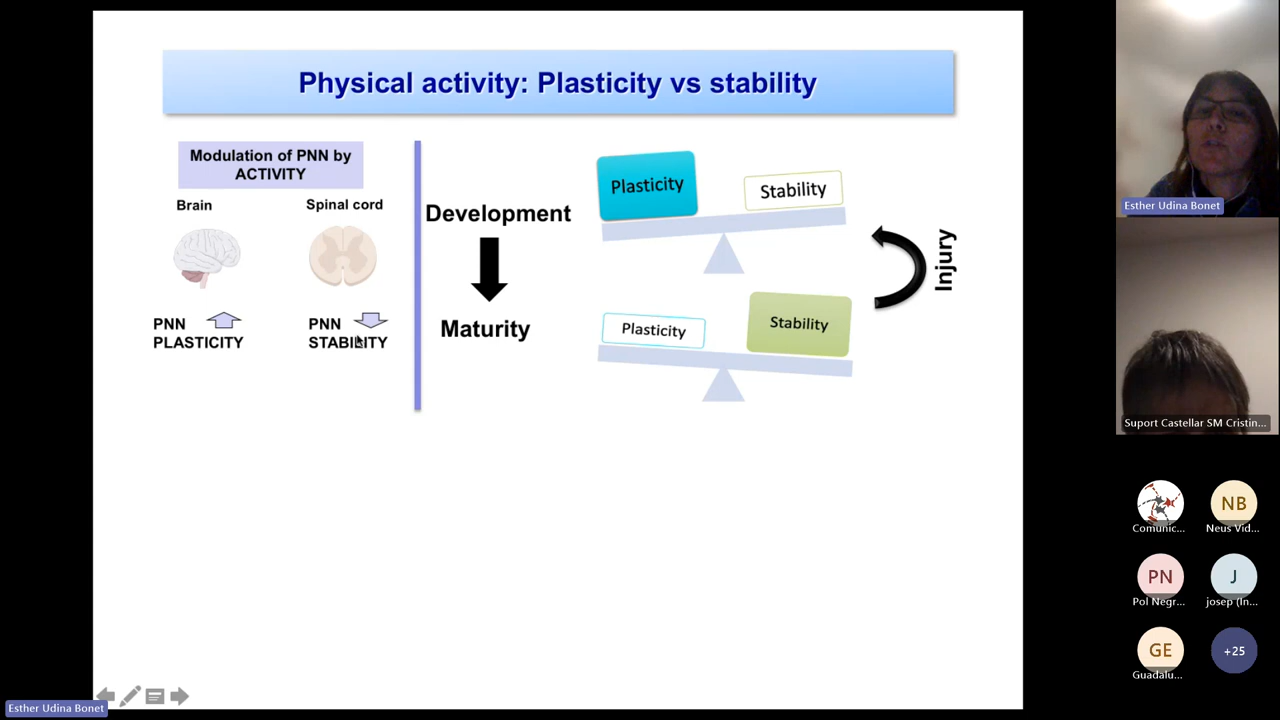 Physical activity: Plasticity vs stability
Modulation of PNN by
ACTIVITY
Brain
Spinal cord
PNN
PLASTICITY
PNN
STABILITY
Development
Maturity
Plasticity
Stability
Plasticity
Stability
Injury
Esther Udina Bonet
Esther Udina Bonet
Suport Castellar SM Cristin...
Comunic...
NB
Neus Vid...
PN
Pol Negr...
J
josep (In...
GE
Guadalu...
+25